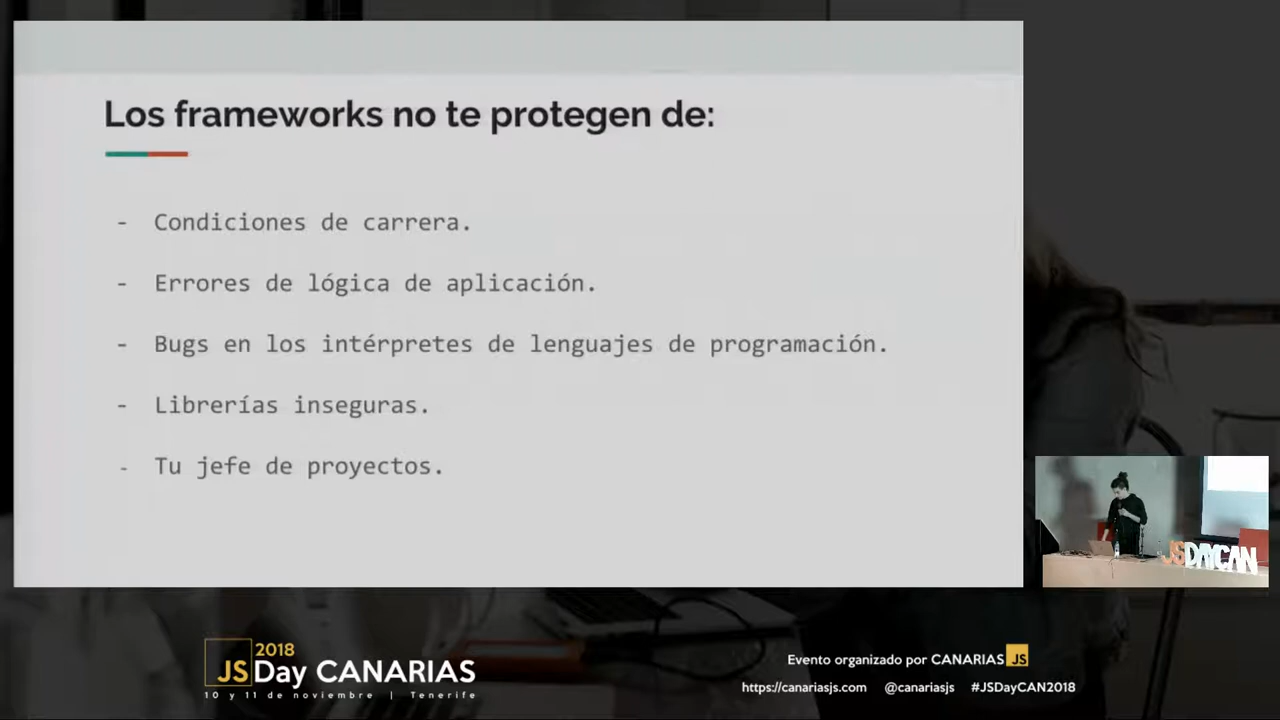 Los frameworks no te protegen de:
- Condiciones de carrera.
- Errores de lógica de aplicación.
- Bugs en los intérpretes de lenguajes de programación.
- Librerías inseguras.
- Tu jefe de proyectos.
JSDAYCAN
2018
JSDay CANARIAS
10 y 11 de noviembre | Tenerife
Evento organizado por CANARIAS JS
https://canariasjs.com @canariasjs #JSDayCAN2018